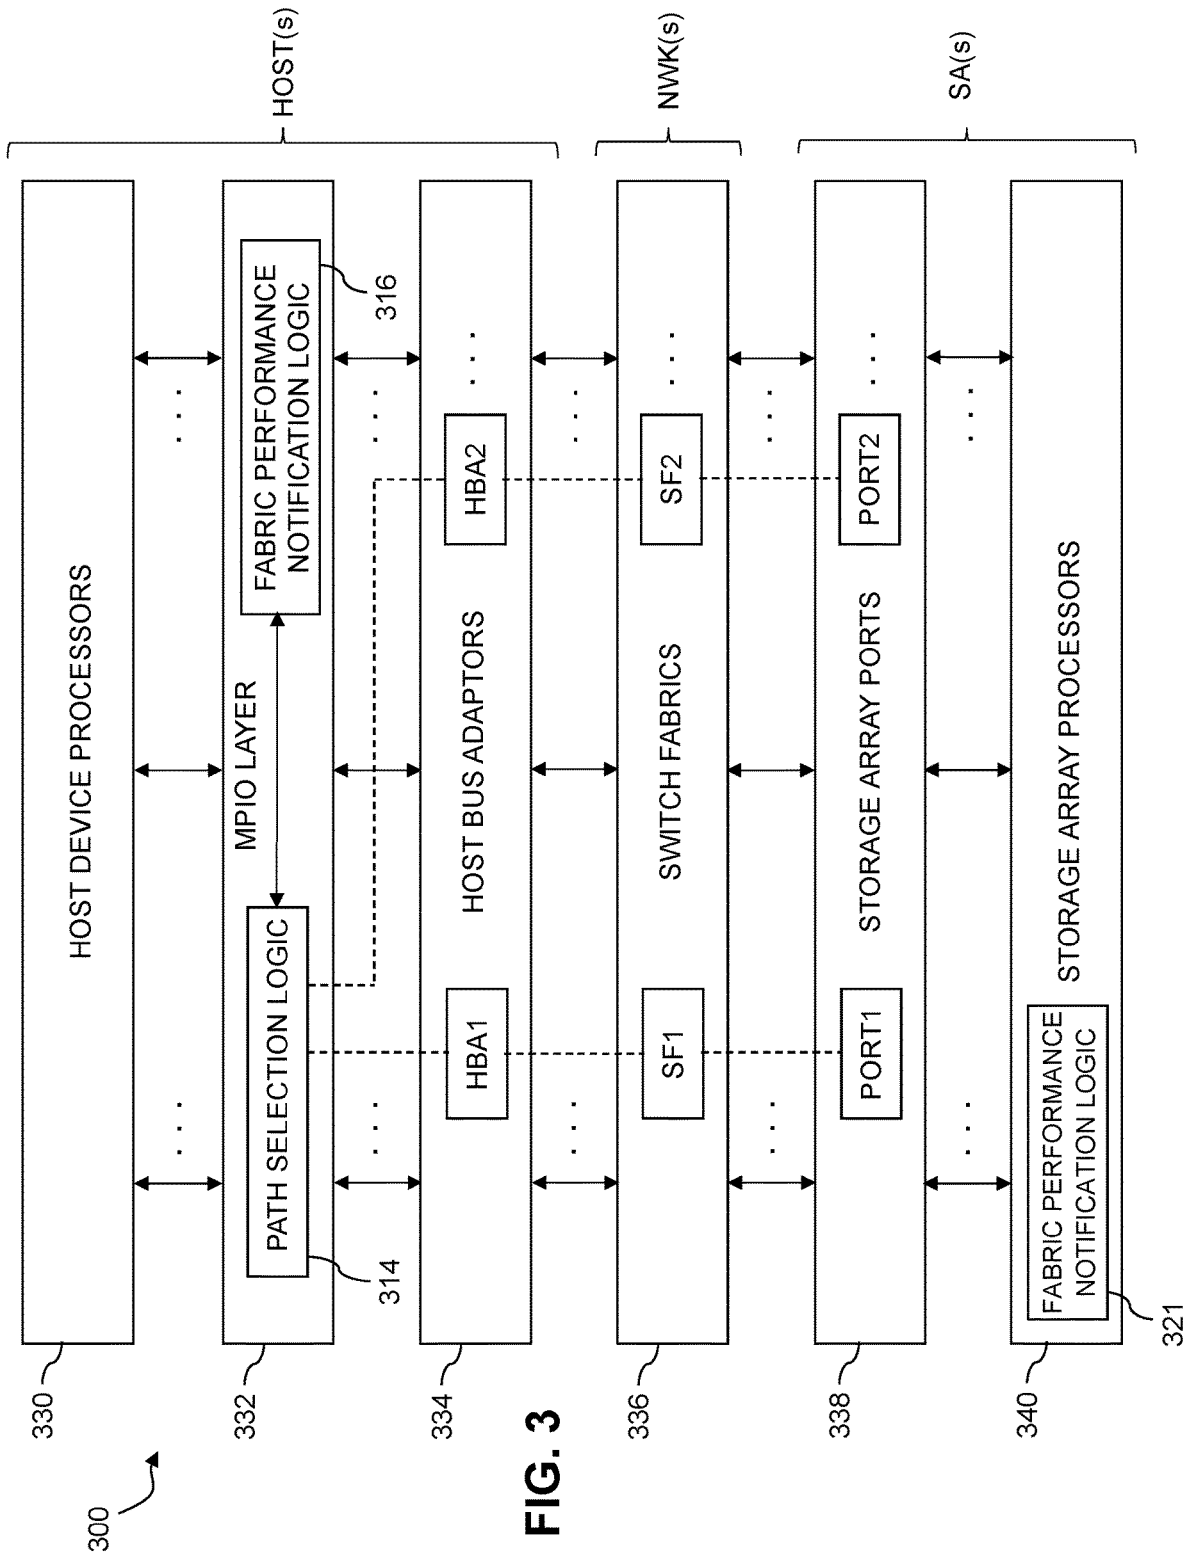 300
330
HOST DEVICE PROCESSORS
HOST(s)
332
MPIO LAYER
PATH SELECTION LOGIC
314
FABRIC PERFORMANCE
NOTIFICATION LOGIC
316
334
HBA1
HOST BUS ADAPTORS
HBA2
336
SF1
SWITCH FABRICS
SF2
NWK(s)
338
PORT1
STORAGE ARRAY PORTS
PORT2
SA(s)
340
FABRIC PERFORMANCE
NOTIFICATION LOGIC
321
STORAGE ARRAY PROCESSORS
FIG. 3